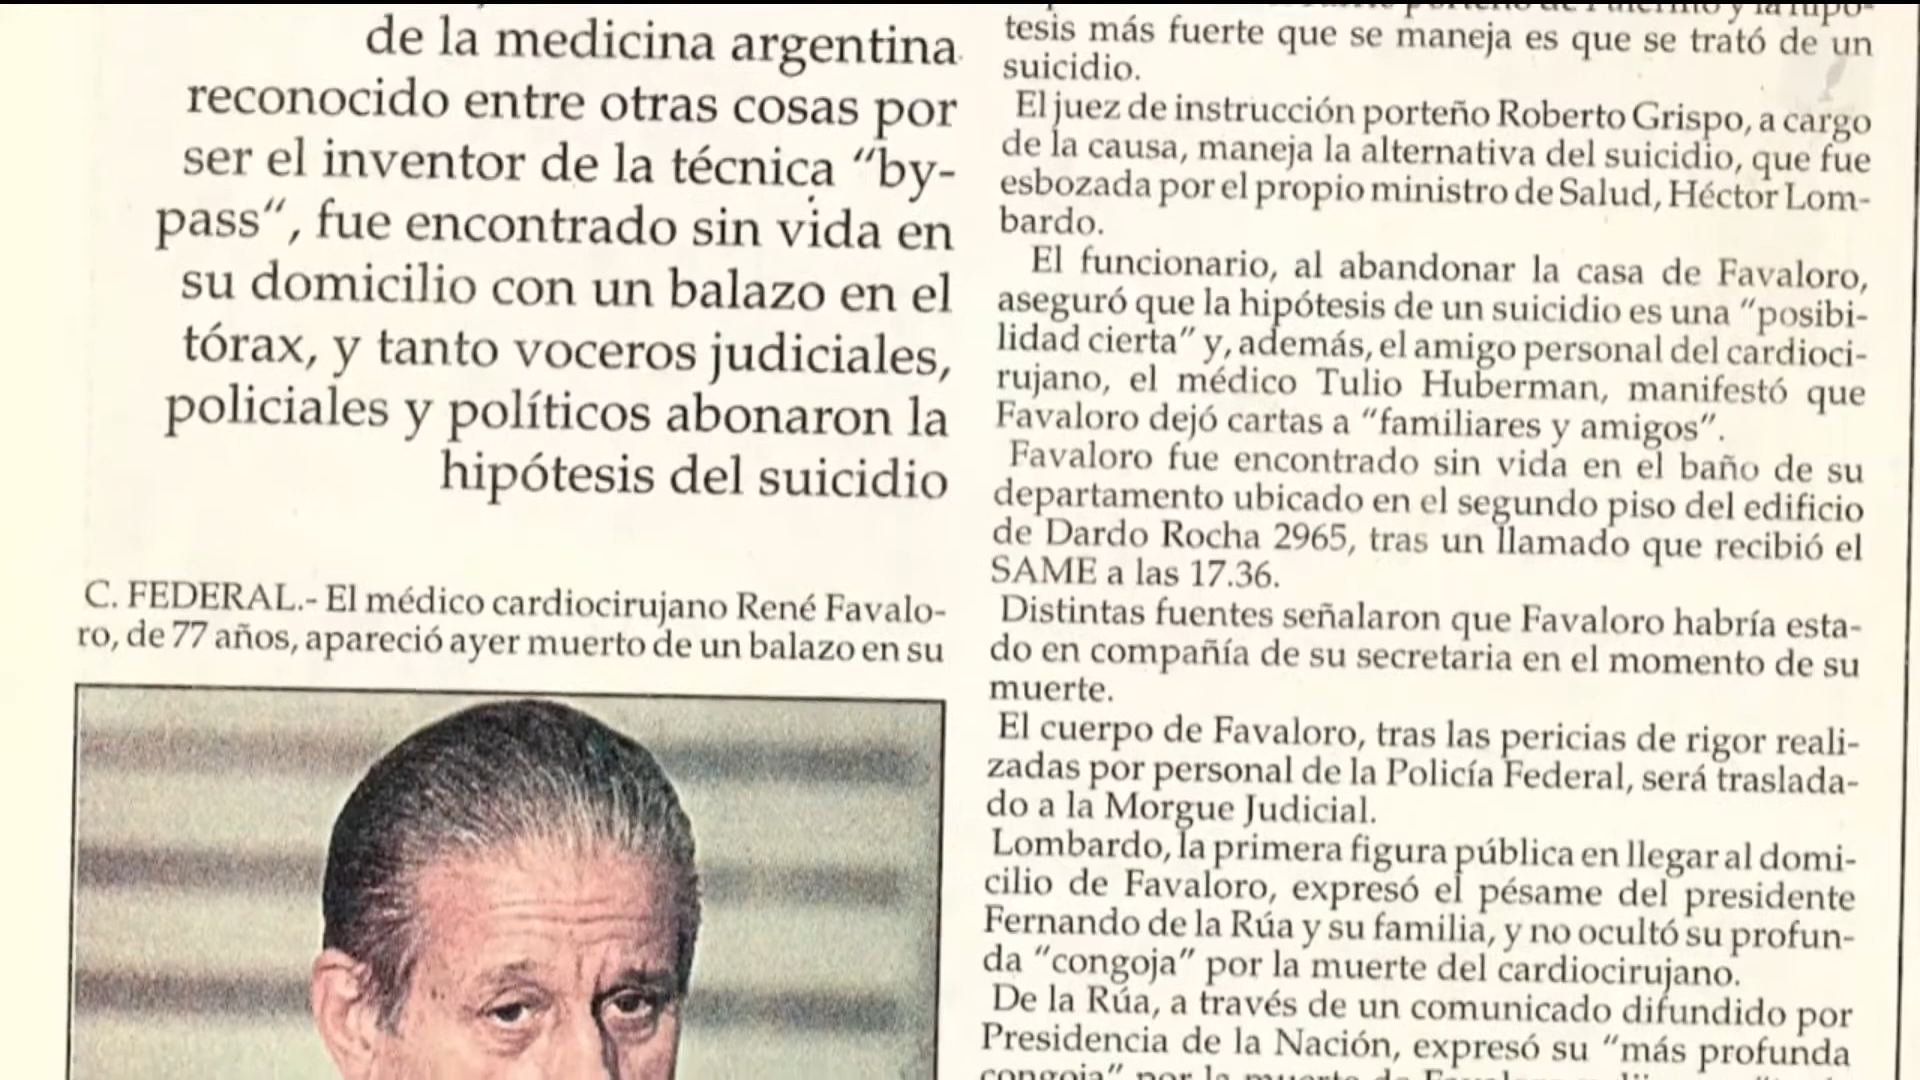 de la medicina argentina
reconocido entre otras cosas por
ser el inventor de la técnica "by-
pass", fue encontrado sin vida en
su domicilio con un balazo en el
tórax, y tanto voceros judiciales,
policiales y políticos abonaron la
hipótesis del suicidio
C. FEDERAL.- El médico cardiocirujano René Favalo-
ro, de 77 años, apareció ayer muerto de un balazo en su
porteño de Palermo y la hipó-
tesis más fuerte que se maneja es que se trató de un
suicidio.
El juez de instrucción porteño Roberto Grispo, a cargo
de la causa, maneja la alternativa del suicidio, que fue
esbozada por el propio ministro de Salud, Héctor Lom-
bardo.
El funcionario, al abandonar la casa de Favaloro,
aseguró que la hipótesis de un suicidio es una "posibi-
lidad cierta" y, además, el amigo personal del cardioci-
rujano, el médico Tulio Huberman, manifestó que
Favaloro dejó cartas a "familiares y amigos".
Favaloro fue encontrado sin vida en el baño de su
departamento ubicado en el segundo piso del edificio
de Dardo Rocha 2965, tras un llamado que recibió el
SAME a las 17.36.
Distintas fuentes señalaron que Favaloro habría esta-
do en compañía de su secretaria en el momento de su
muerte.
El cuerpo de Favaloro, tras las pericias de rigor reali-
zadas por personal de la Policía Federal, será traslada-
do a la Morgue Judicial.
Lombardo, la primera figura pública en llegar al domi-
cilio de Favaloro, expresó el pésame del presidente
Fernando de la Rúa y su familia, y no ocultó su profun-
da "congoja" por la muerte del cardiocirujano.
De la Rúa, a través de un comunicado difundido por
Presidencia de la Nación, expresó su "más profunda
congoja" por la muerte de Favaloro